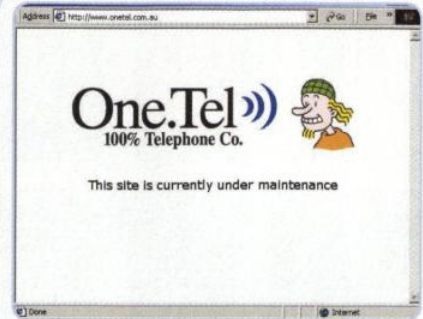 Address http://www.onetel.com.au Go File »
One.Tel
100% Telephone Co.
This site is currently under maintenance
Done Internet